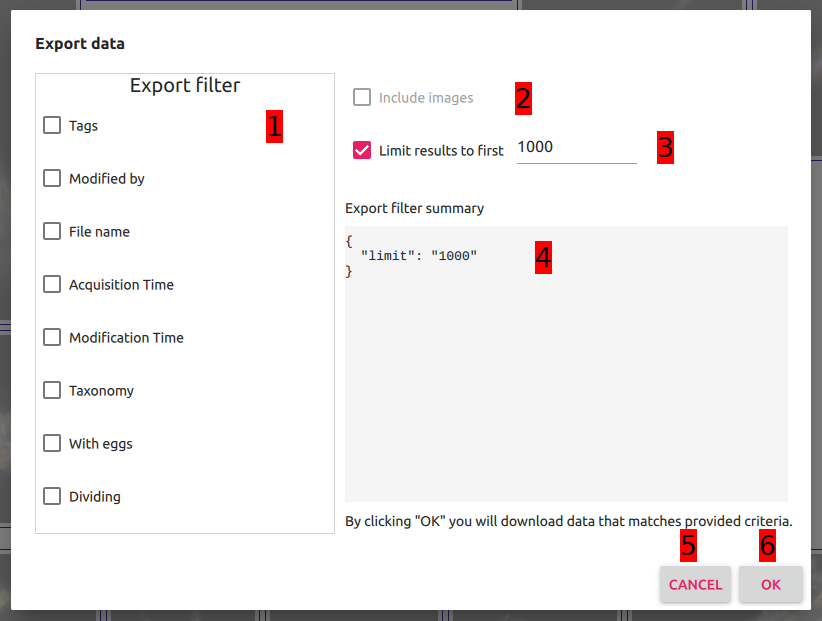 Export data
Export filter
1
Tags
Modified by
File name
Acquisition Time
Modification Time
Taxonomy
With eggs
Dividing
Include images
2
Limit results to first 1000
3
Export filter summary
{
"limit": "1000"
}
4
By clicking "OK" you will download data that matches provided criteria.
5
6
CANCEL
OK